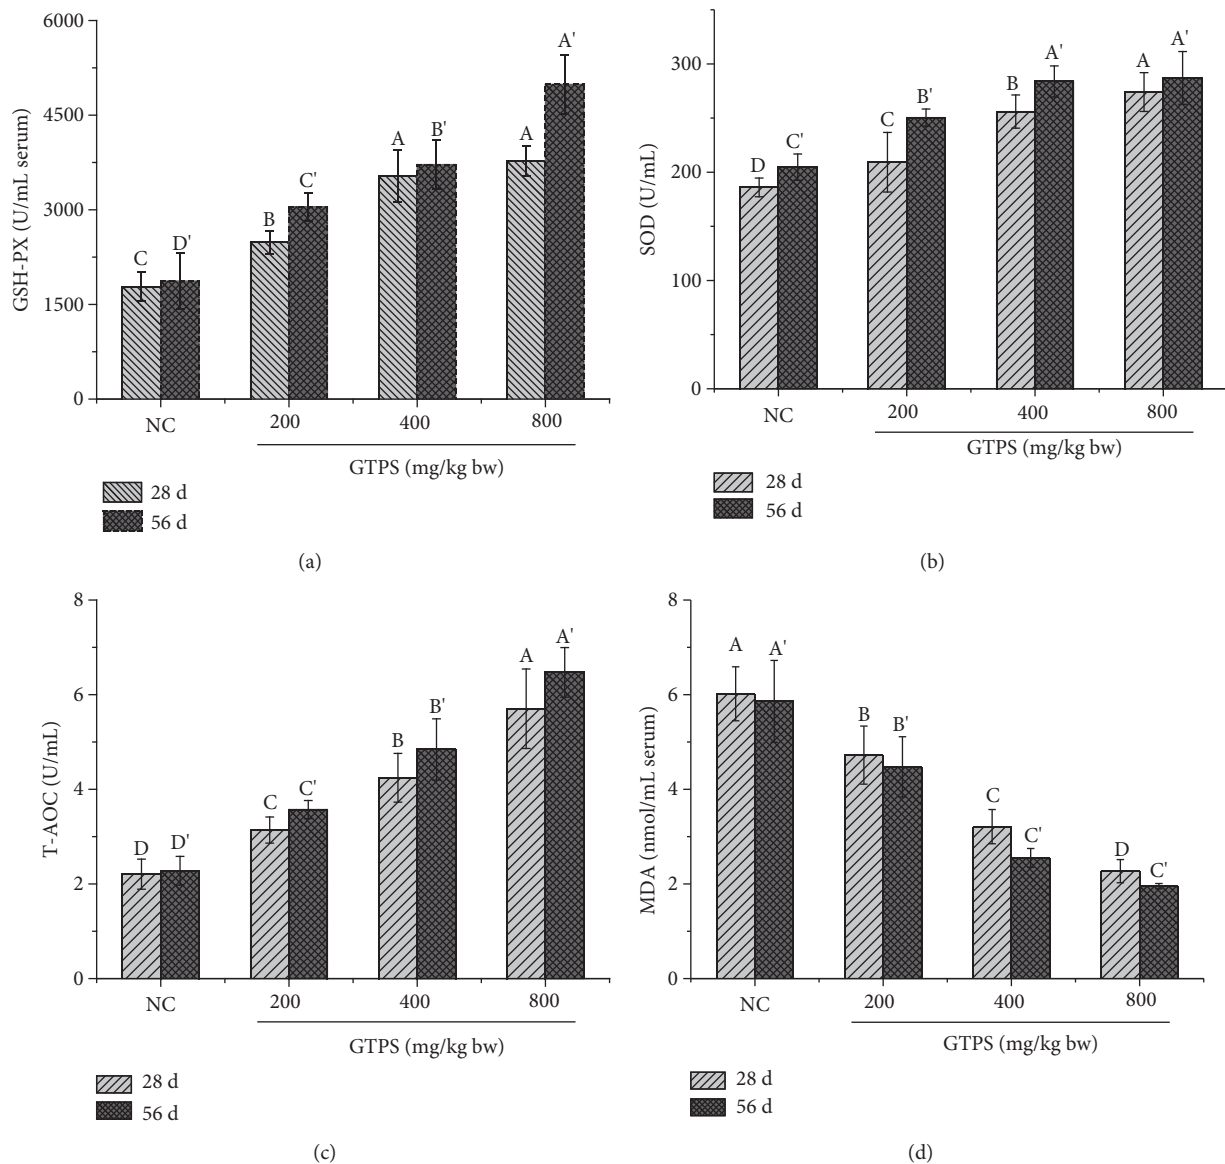 6000
4500
3000
1500
0
GSH-PX (U/mL serum)
C
D'
B
C'
A
B'
A
A'
NC
200
400
800
GTPS (mg/kg bw)
28 d
56 d
(a)
300
200
100
0
SOD (U/mL)
D
C'
C
B'
B
A'
A
A'
NC
200
400
800
GTPS (mg/kg bw)
28 d
56 d
(b)
8
6
4
2
0
T-AOC (U/mL)
D
D'
C
C'
B
B'
A
A'
NC
200
400
800
GTPS (mg/kg bw)
28 d
56 d
(c)
8
6
4
2
0
MDA (nmol/mL serum)
A
A'
B
B'
C
C'
D
C'
NC
200
400
800
GTPS (mg/kg bw)
28 d
56 d
(d)